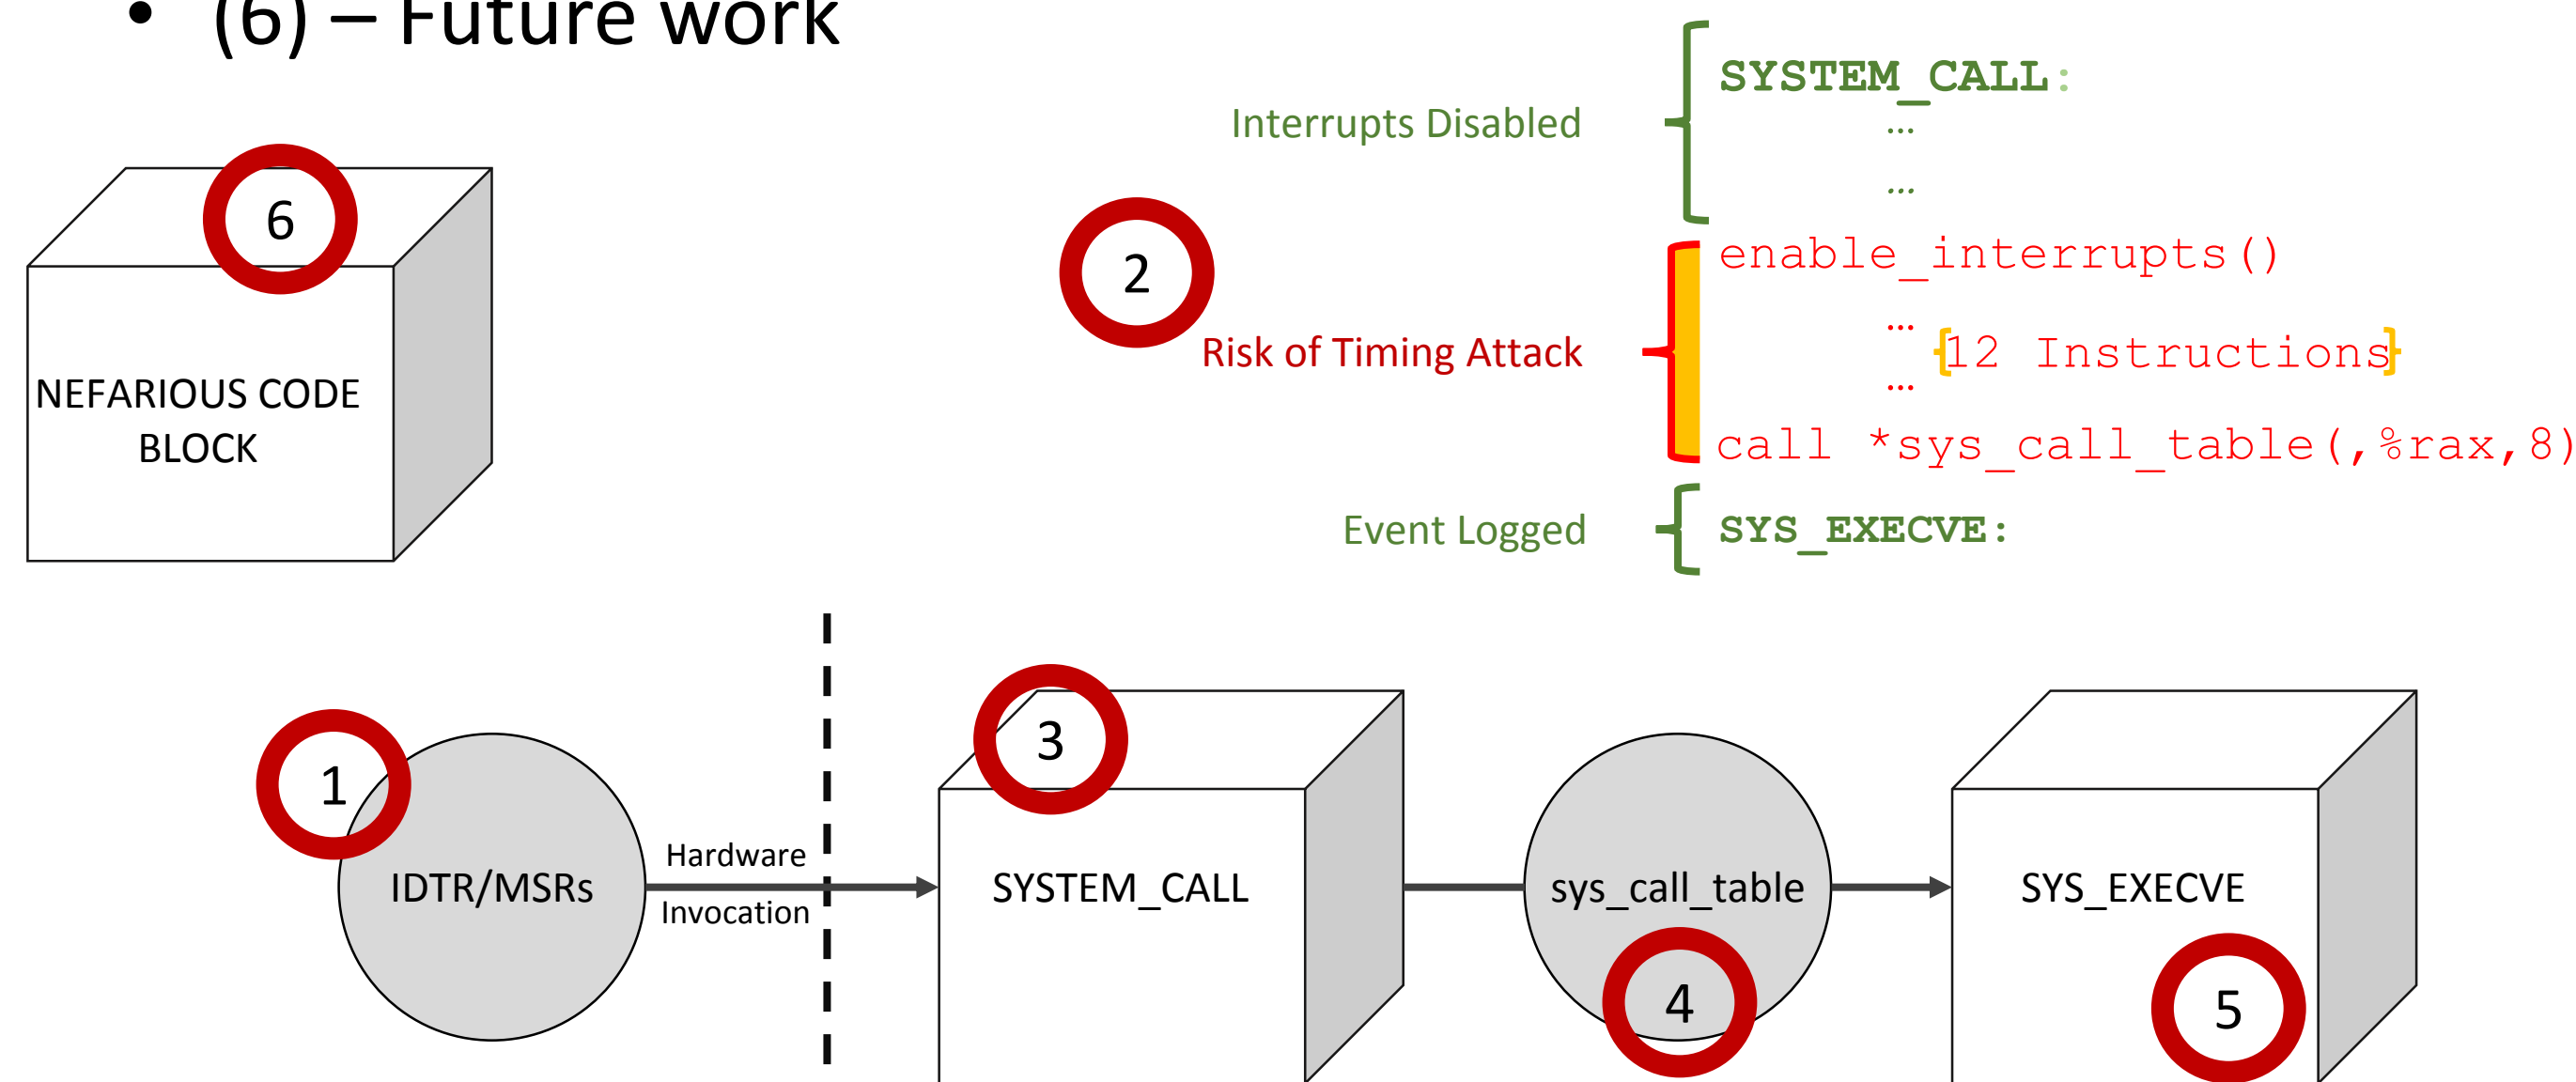 • (6) – Future work
SYSTEM_CALL:
Interrupts Disabled
…
…
6
enable_interrupts()
2
…
Risk of Timing Attack
{12 Instructions}
…
NEFARIOUS CODE
BLOCK
call *sys_call_table(,%rax,8)
Event Logged
SYS_EXECVE:
1
3
Hardware
Invocation
IDTR/MSRs
SYSTEM_CALL
sys_call_table
SYS_EXECVE
4
5